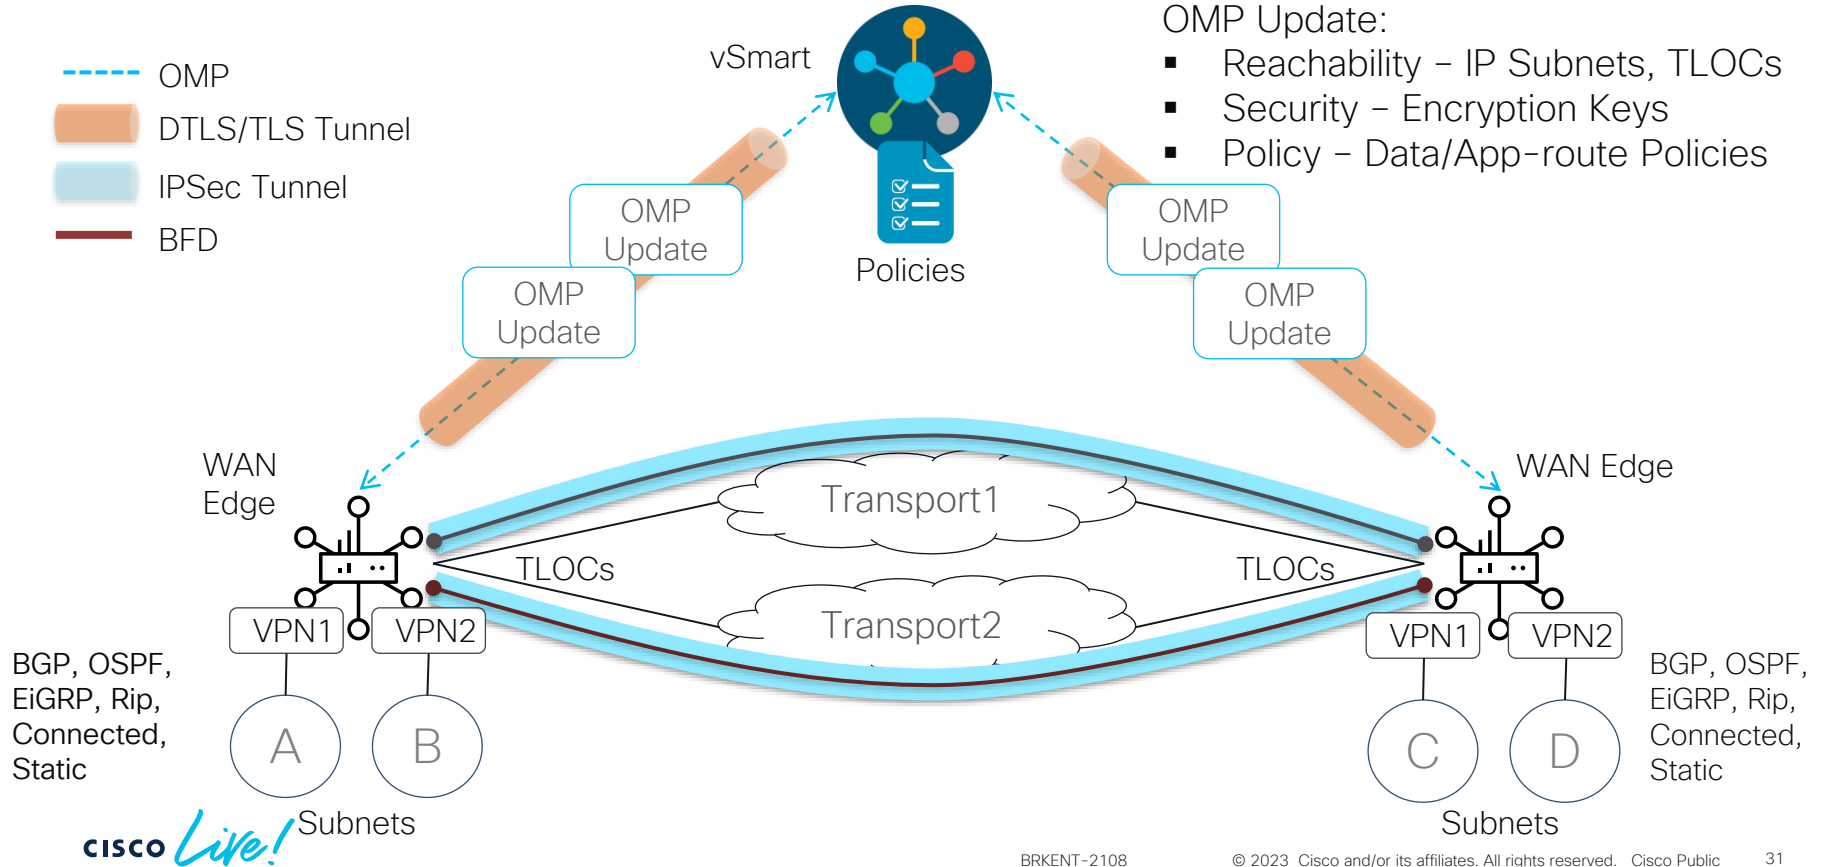 OMP Update:
▪ Reachability – IP Subnets, TLOCs
▪ Security – Encryption Keys
▪ Policy – Data/App-route Policies
vSmart
OMP
DTLS/TLS Tunnel
IPSec Tunnel
BFD
OMP
Update
OMP
Update
OMP
Update
OMP
Update
Policies
WAN
Edge
WAN Edge
Transport1
TLOCs
TLOCs
Transport2
VPN1
VPN2
VPN1
VPN2
BGP, OSPF,
EiGRP, Rip,
Connected,
Static
A
B
C
D
BGP, OSPF,
EiGRP, Rip,
Connected,
Static
Subnets
Subnets
CISCO Live!
BRKENT-2108
© 2023 Cisco and/or its affiliates. All rights reserved. Cisco Public
31